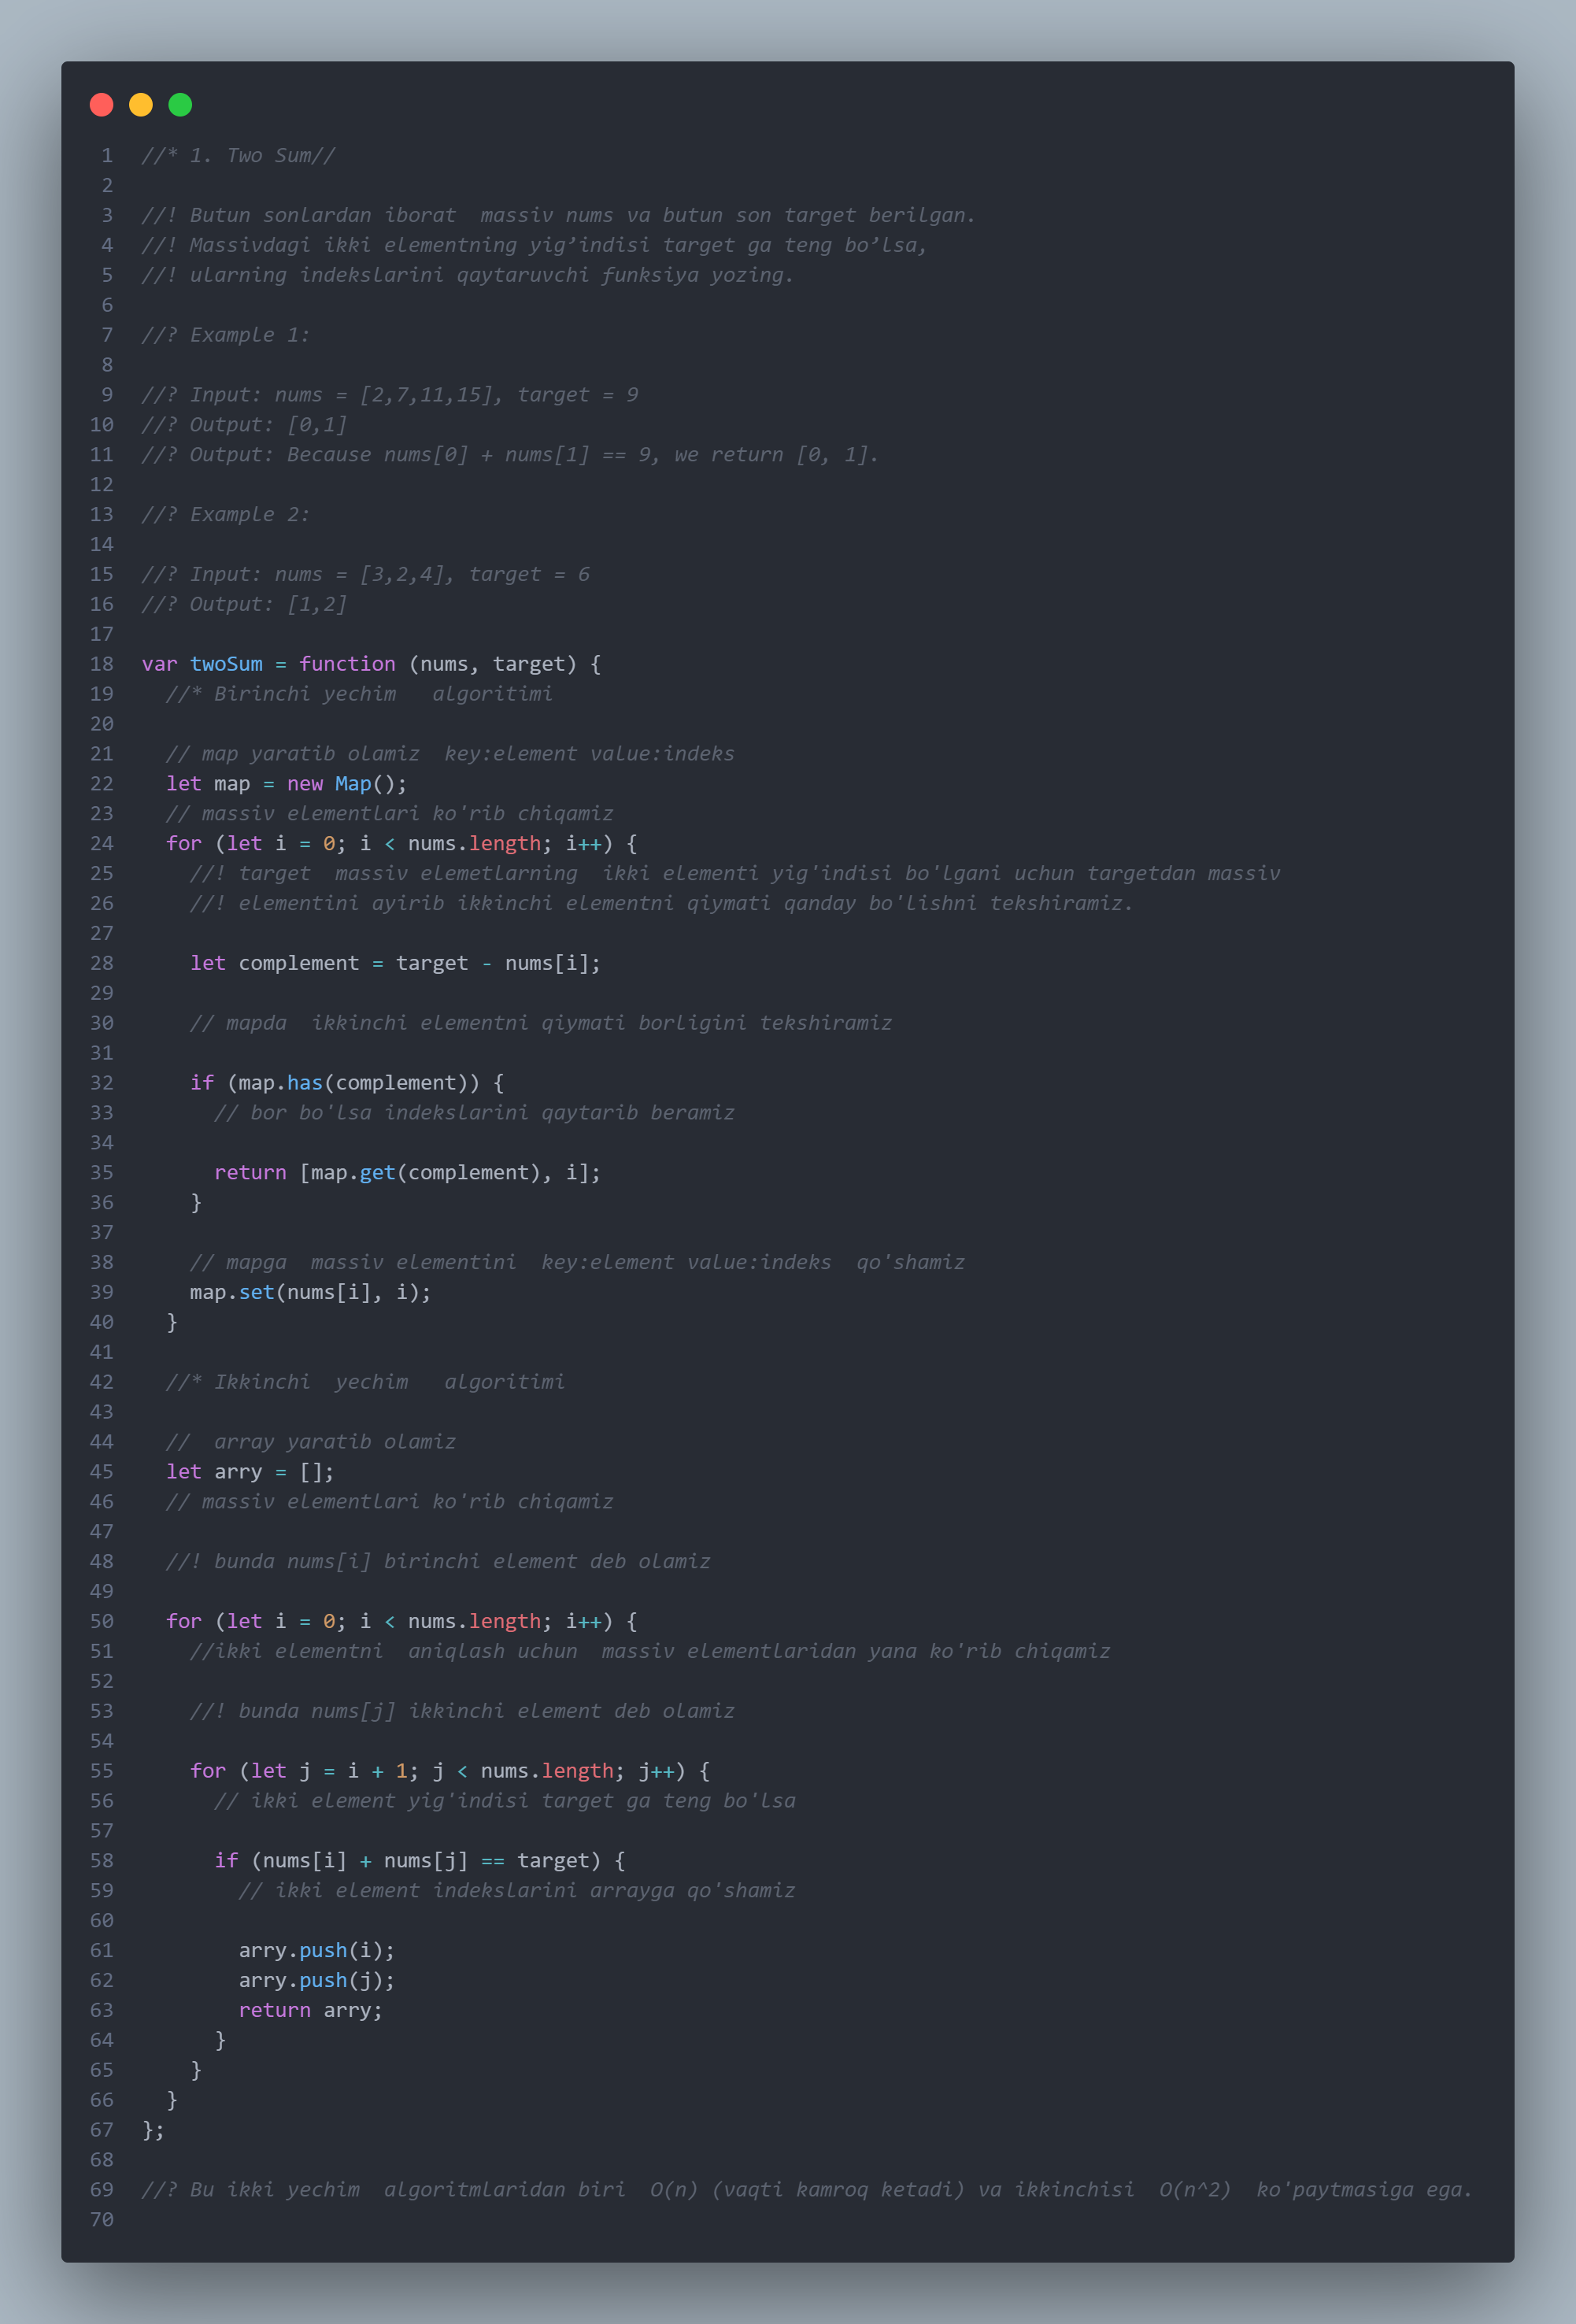 1 //* 1. Two Sum//
2
3 //! Butun sonlardan iborat  massiv nums va butun son target berilgan.
4 //! Massivdagi ikki elementning yig’indisi target ga teng bo’lsa,
5 //! ularning indekslarini qaytaruvchi funksiya yozing.
6
7 //? Example 1:
8
9 //? Input: nums = [2,7,11,15], target = 9
10 //? Output: [0,1]
11 //? Output: Because nums[0] + nums[1] == 9, we return [0, 1].
12
13 //? Example 2:
14
15 //? Input: nums = [3,2,4], target = 6
16 //? Output: [1,2]
17
18 var twoSum = function (nums, target) {
19   //* Birinchi yechim   algoritimi
20
21   // map yaratib olamiz  key:element value:indeks
22   let map = new Map();
23   // massiv elementlari ko'rib chiqamiz
24   for (let i = 0; i < nums.length; i++) {
25     //! target  massiv elemetlarning  ikki elementi yig'indisi bo'lgani uchun targetdan massiv
26     //! elementini ayirib ikkinchi elementni qiymati qanday bo'lishni tekshiramiz.
27
28     let complement = target - nums[i];
29
30     // mapda  ikkinchi elementni qiymati borligini tekshiramiz
31
32     if (map.has(complement)) {
33       // bor bo'lsa indekslarini qaytarib beramiz
34
35       return [map.get(complement), i];
36     }
37
38     // mapga  massiv elementini  key:element value:indeks  qo'shamiz
39     map.set(nums[i], i);
40   }
41
42   //* Ikkinchi  yechim   algoritimi
43
44   //  array yaratib olamiz
45   let arry = [];
46   // massiv elementlari ko'rib chiqamiz
47
48   //! bunda nums[i] birinchi element deb olamiz
49
50   for (let i = 0; i < nums.length; i++) {
51     //ikki elementni  aniqlash uchun  massiv elementlaridan yana ko'rib chiqamiz
52
53     //! bunda nums[j] ikkinchi element deb olamiz
54
55     for (let j = i + 1; j < nums.length; j++) {
56       // ikki element yig'indisi target ga teng bo'lsa
57
58       if (nums[i] + nums[j] == target) {
59         // ikki element indekslarini arrayga qo'shamiz
60
61         arry.push(i);
62         arry.push(j);
63         return arry;
64       }
65     }
66   }
67 };
68
69 //? Bu ikki yechim  algoritmlaridan biri  O(n) (vaqti kamroq ketadi) va ikkinchisi  O(n^2)  ko'paytmasiga ega.
70